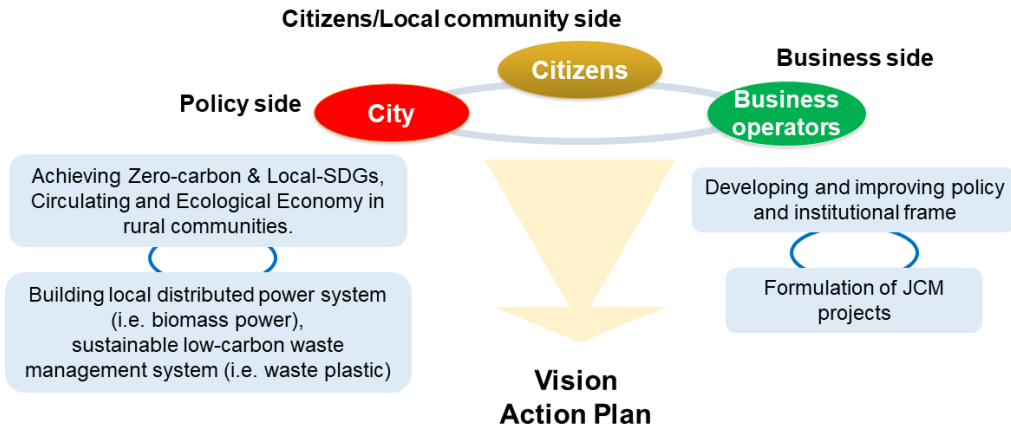 Citizens/Local community side
Citizens
Business side
Policy side
City
Business
operators
Achieving Zero-carbon & Local-SDGs,
Circulating and Ecological Economy in
rural communities.
Developing and improving policy
and institutional frame
Building local distributed power system
(i.e. biomass power),
sustainable low-carbon waste
management system (i.e. waste plastic)
Formulation of JCM
projects
Vision
Action Plan